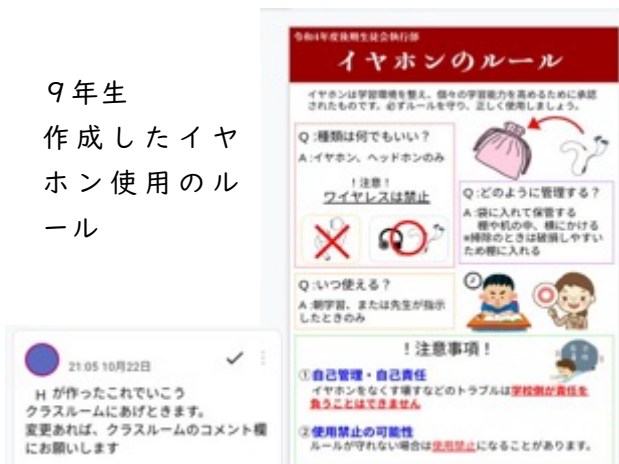 9年生
作成したイヤ
ホン使用のル
ール
令和4年度後期生徒会執行部
イヤホンのルール
イヤホンは学習環境を整え、個々の学習能力を高めるために承認
されたものです。必ずルールを守り、正しく使用しましょう。
Q:種類は何でもいい?
A:イヤホン、ヘッドホンのみ
!注意!
ワイヤレスは禁止
Q:どのように管理する?
A:袋に入れて保管する
棚や机の中、横にかける
※掃除のときは破損しやすい
ため棚に入れる
Q:いつ使える?
A:朝学習、または先生が指示
したときのみ
!注意事項!
①自己管理・自己責任
イヤホンをなくす壊すなどのトラブルは学校側が責任を
負うことはできません
②使用禁止の可能性
ルールが守れない場合は使用禁止になることがあります。
21:05 10月22日
H が作ったこれでいこう
クラスルームにあげときます。
変更あれば、クラスルームのコメント欄
にお願いします